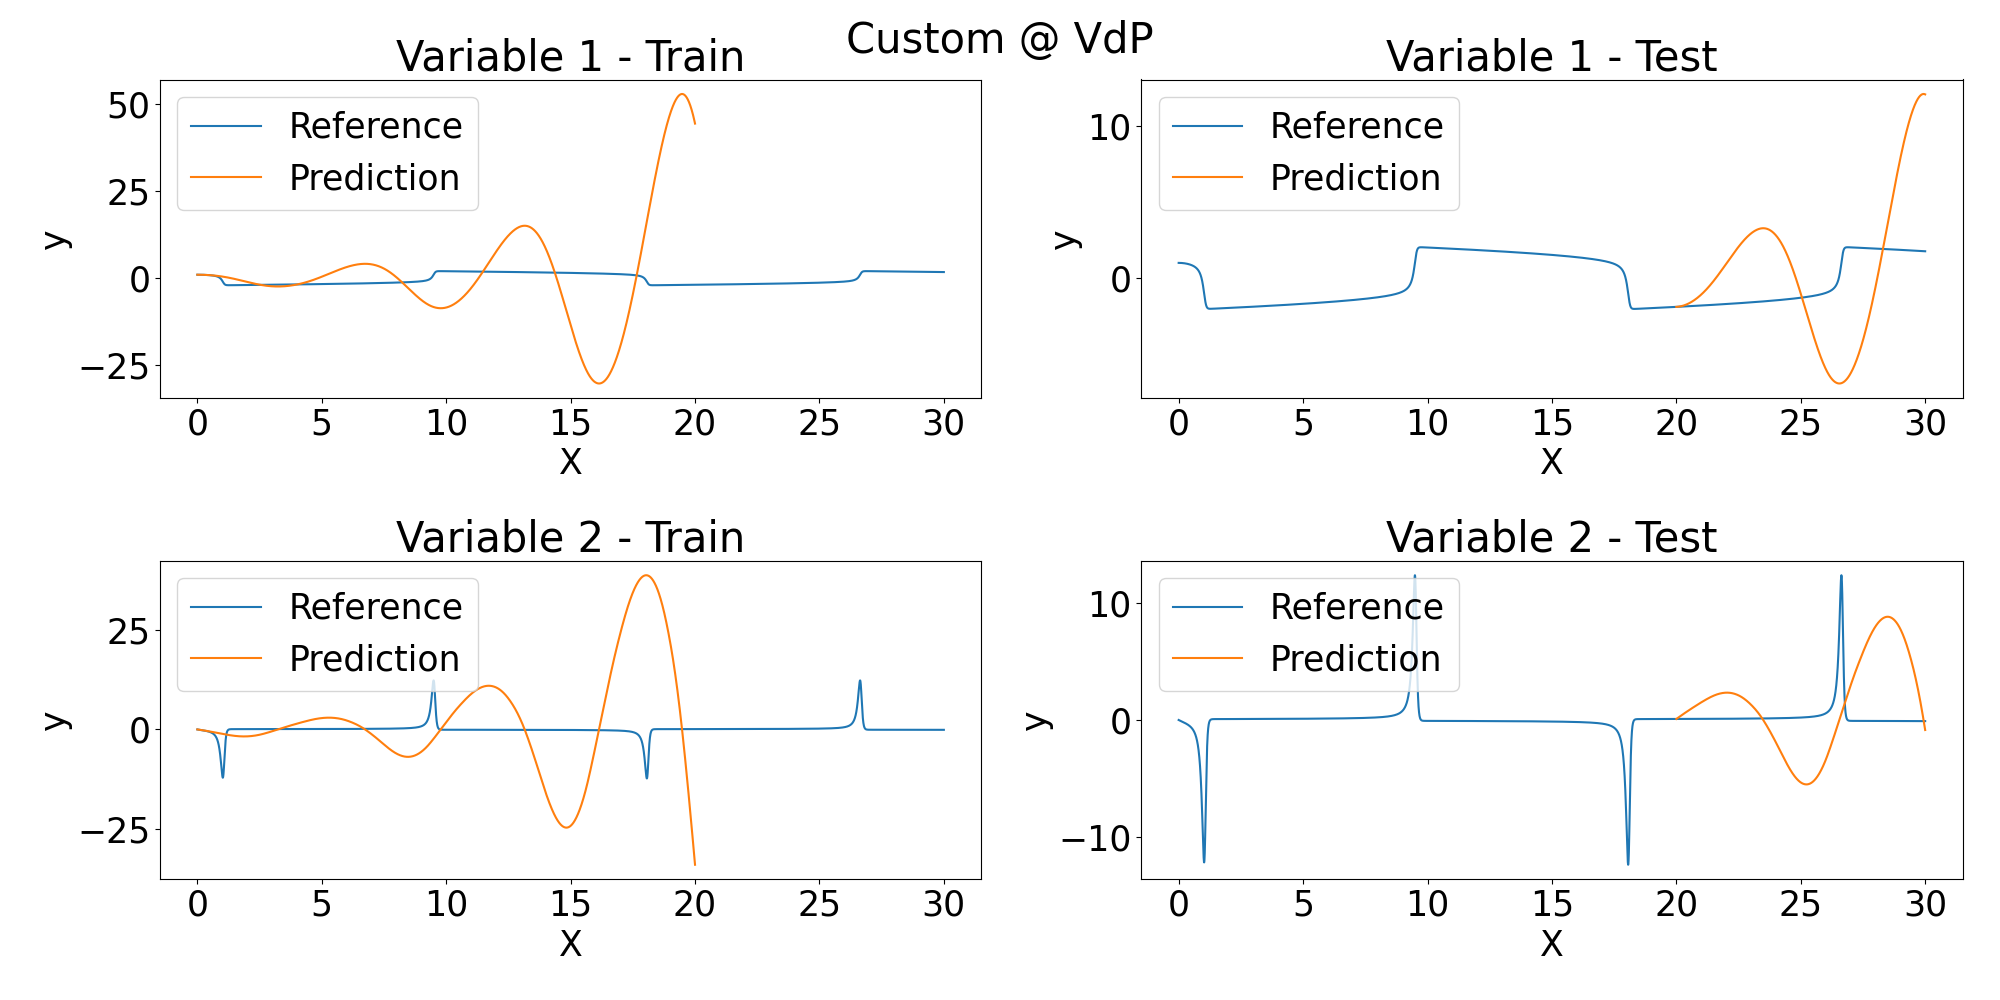 Custom @ VdP
Variable 1 - Train
50
25
0
−25
Reference
Prediction
0 5 10 15 20 25 30
X
y
Variable 1 - Test
10
0
Reference
Prediction
0 5 10 15 20 25 30
X
y
Variable 2 - Train
25
0
−25
Reference
Prediction
0 5 10 15 20 25 30
X
y
Variable 2 - Test
10
0
−10
Reference
Prediction
0 5 10 15 20 25 30
X
y